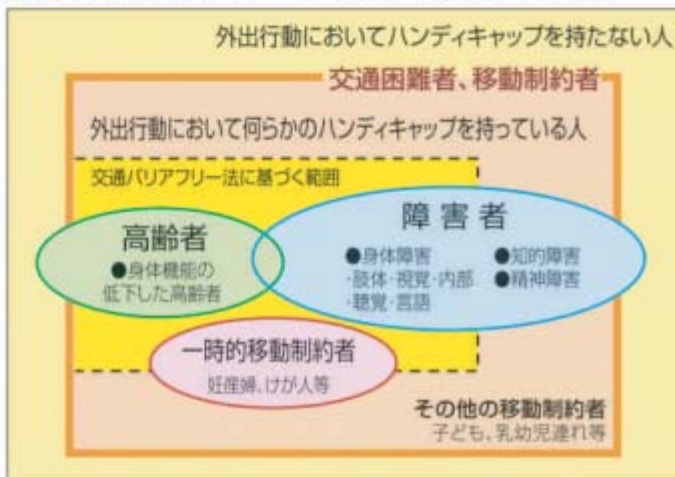 外出行動においてハンディキャップを持たない人
交通困難者、移動制約者
外出行動において何らかのハンディキャップを持っている人
交通バリアフリー法に基づく範囲
高齢者
●身体機能の
低下した高齢者
障害者
●身体障害
・肢体・視覚・内部
・聴覚・言語
●知的障害
●精神障害
一時的移動制約者
妊産婦、けが人等
その他の移動制約者
子ども、乳幼児連れ等